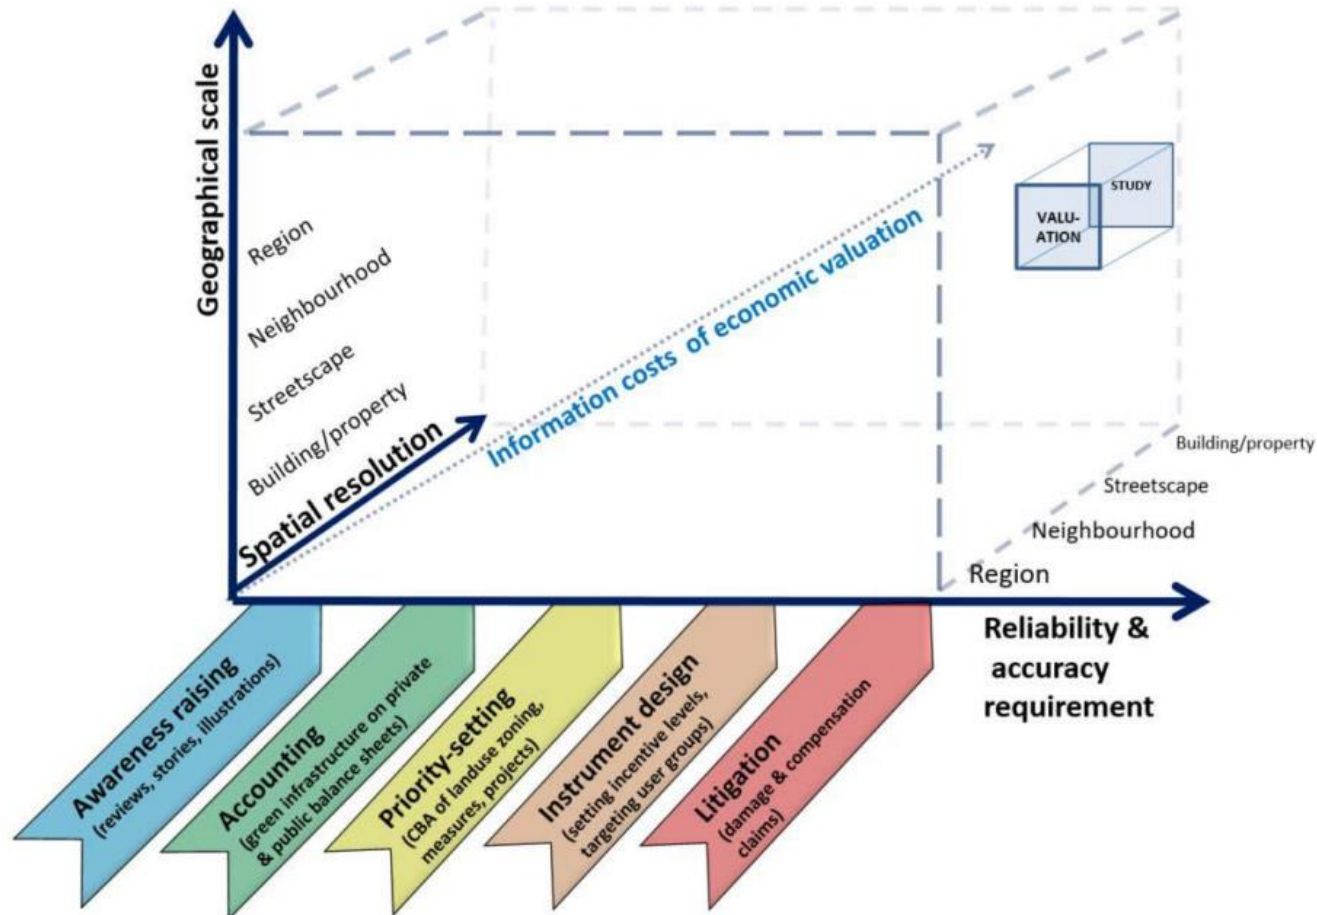 Geographical scale
Region
Neighbourhood
Streetscape
Building/property
Spatial resolution
Information costs of economic valuation
VALU-
ATION
STUDY
Building/property
Streetscape
Neighbourhood
Region
Reliability &
accuracy
requirement
Awareness raising
(reviews, stories, illustrations)
Accounting
(green infrastructure on private
& public balance sheets)
Priority-setting
(CBA of landuse zoning,
measures, projects)
Instrument design
(setting incentive levels,
targeting user groups)
Litigation
(damage & compensation
claims)